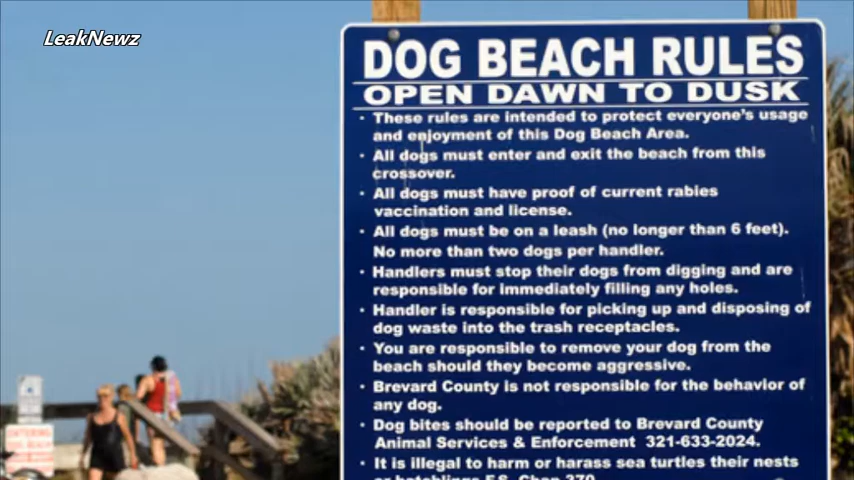 LeakNewz
DOG BEACH RULES
OPEN DAWN TO DUSK
• These rules are intended to protect everyone's usage
and enjoyment of this Dog Beach Area.
• All dogs must enter and exit the beach from this
crossover.
• All dogs must have proof of current rabies
vaccination and license.
• All dogs must be on a leash (no longer than 6 feet).
No more than two dogs per handler.
• Handlers must stop their dogs from digging and are
responsible for immediately filling any holes.
• Handler is responsible for picking up and disposing of
dog waste into the trash receptacles.
• You are responsible to remove your dog from the
beach should they become aggressive.
• Brevard County is not responsible for the behavior of
any dog.
• Dog bites should be reported to Brevard County
Animal Services & Enforcement 321-633-2024.
• It is illegal to harm or harass sea turtles their nests
or hatchlings F.S. Chap 370
ENTERING
DOG BEACH